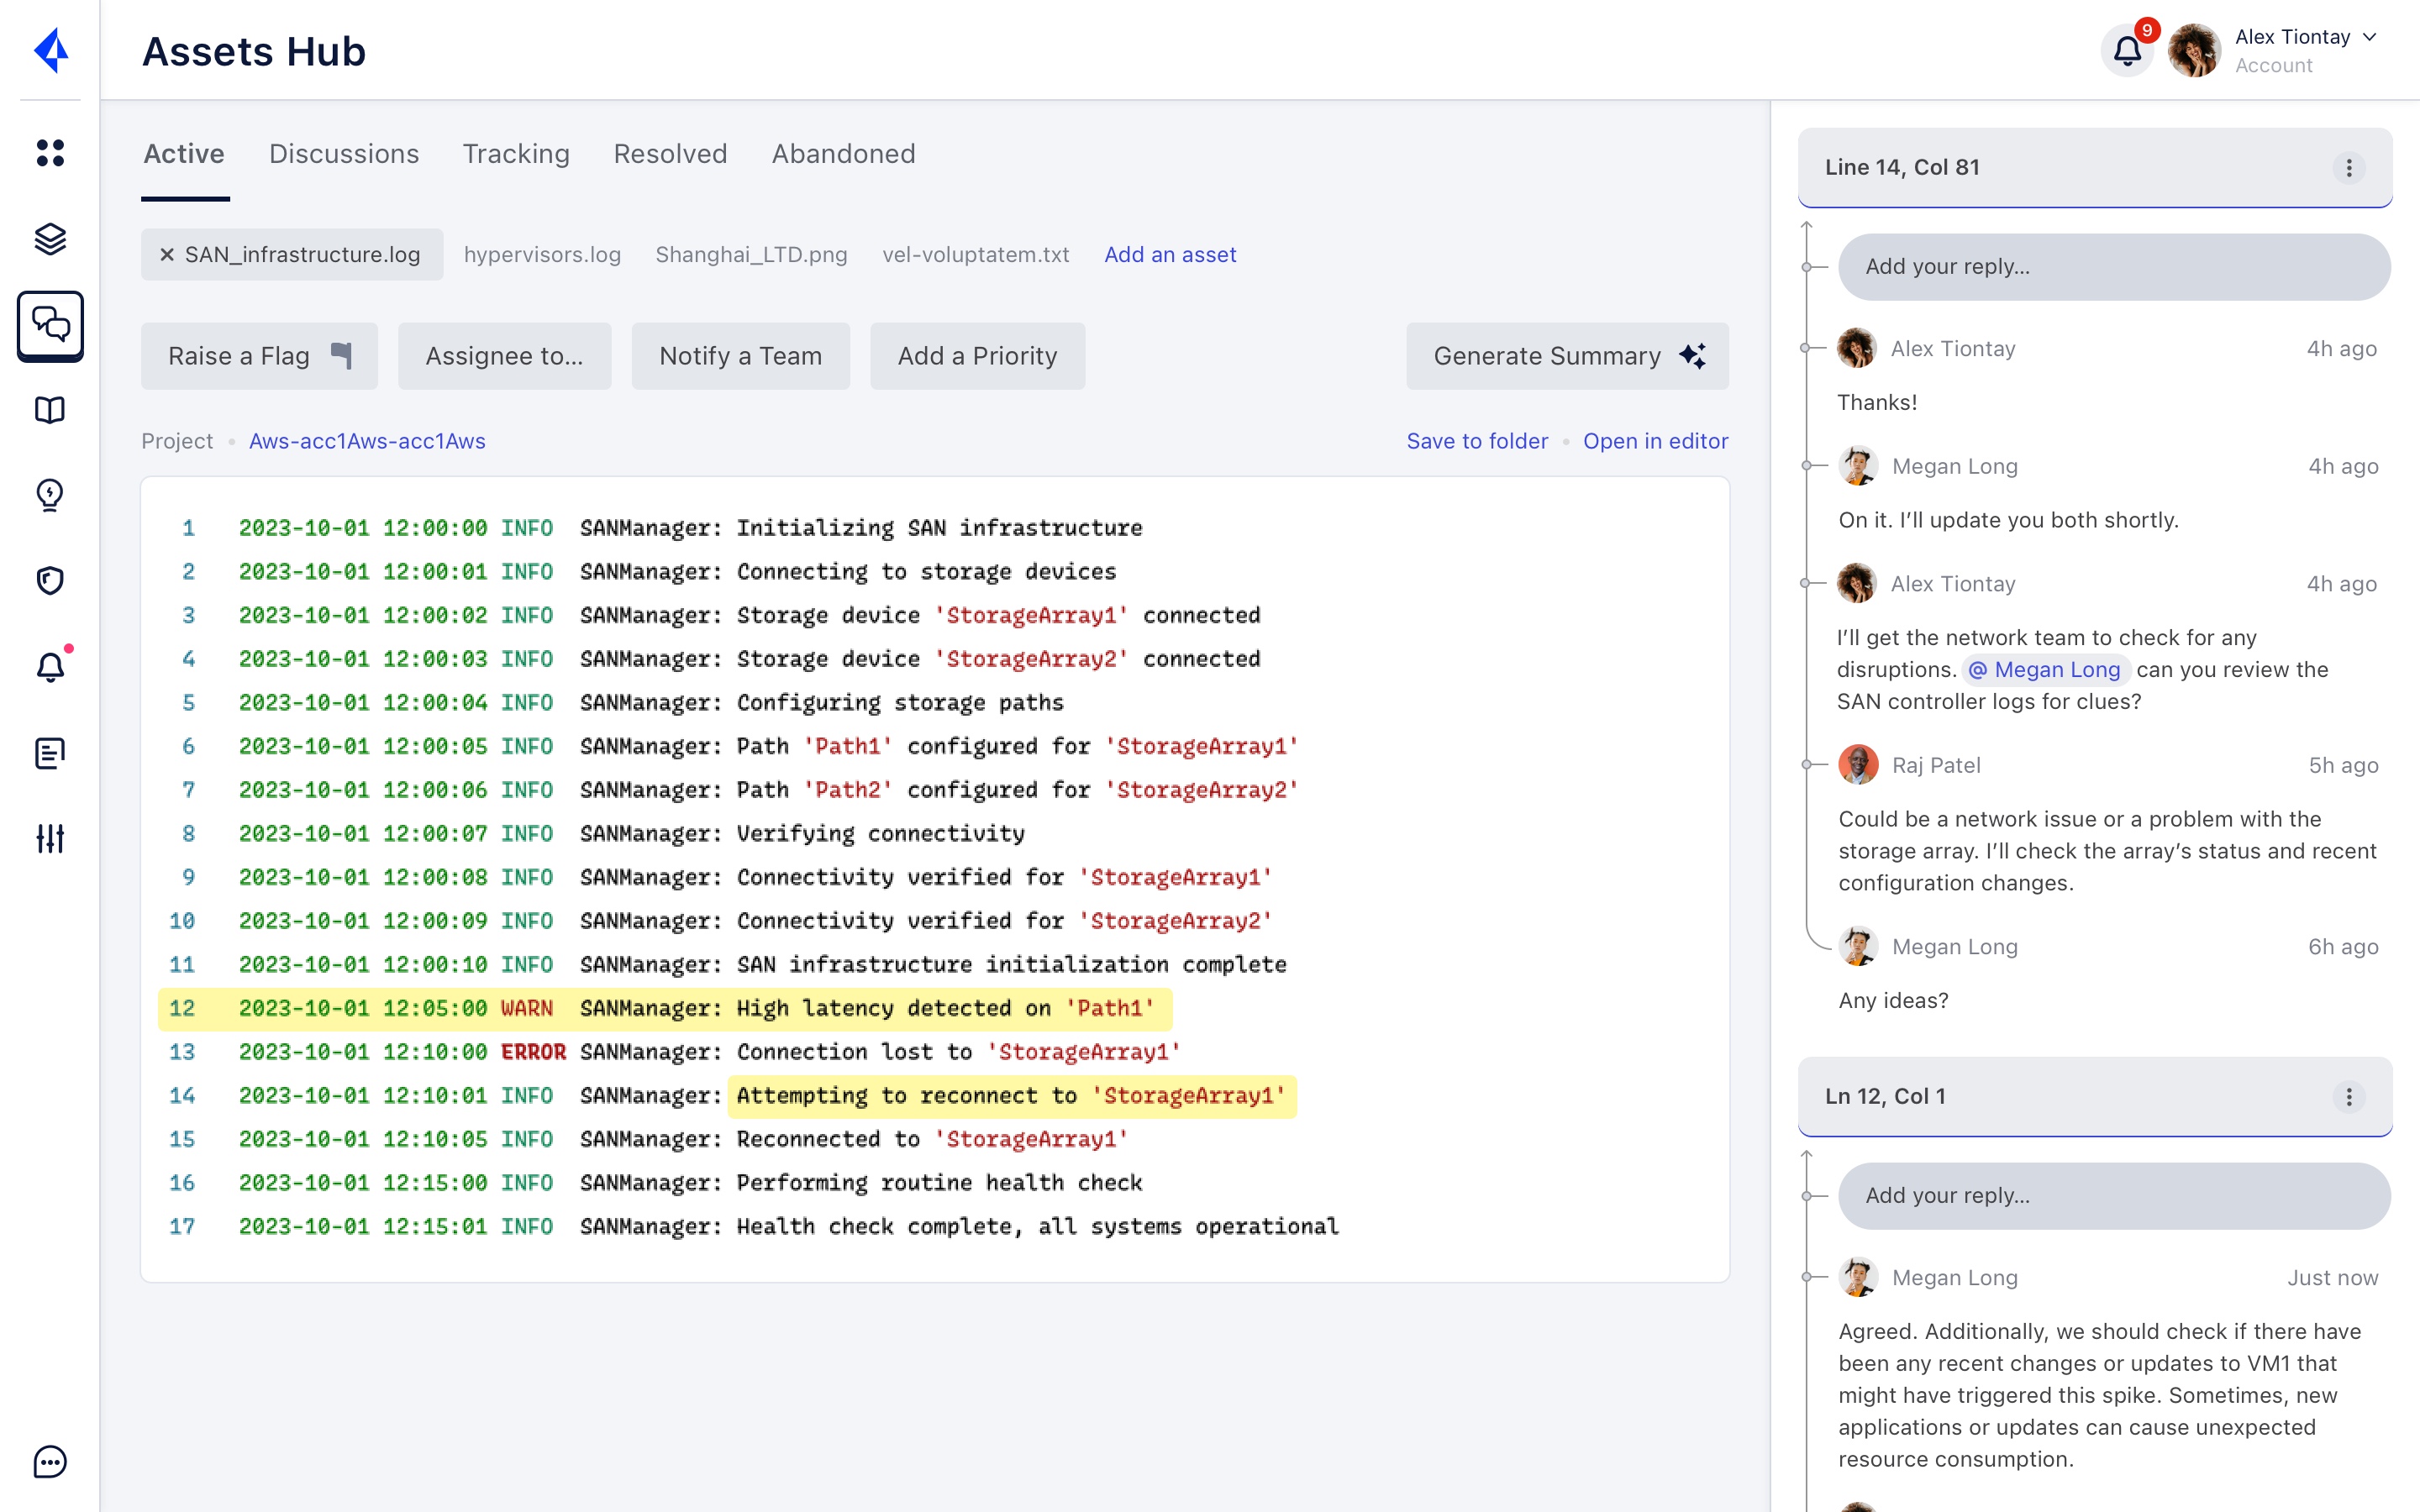 Assets Hub
9
Alex Tiontay
Account
Active Discussions Tracking Resolved Abandoned
SAN_infrastructure.log hypervisors.log Shanghai_LTD.png vel-voluptatem.txt Add an asset
Raise a Flag Assignee to... Notify a Team Add a Priority Generate Summary
Project • Aws-acc1Aws-acc1Aws Save to folder • Open in editor
1 2023-10-01 12:00:00 INFO SANManager: Initializing SAN infrastructure
2 2023-10-01 12:00:01 INFO SANManager: Connecting to storage devices
3 2023-10-01 12:00:02 INFO SANManager: Storage device 'StorageArray1' connected
4 2023-10-01 12:00:03 INFO SANManager: Storage device 'StorageArray2' connected
5 2023-10-01 12:00:04 INFO SANManager: Configuring storage paths
6 2023-10-01 12:00:05 INFO SANManager: Path 'Path1' configured for 'StorageArray1'
7 2023-10-01 12:00:06 INFO SANManager: Path 'Path2' configured for 'StorageArray2'
8 2023-10-01 12:00:07 INFO SANManager: Verifying connectivity
9 2023-10-01 12:00:08 INFO SANManager: Connectivity verified for 'StorageArray1'
10 2023-10-01 12:00:09 INFO SANManager: Connectivity verified for 'StorageArray2'
11 2023-10-01 12:00:10 INFO SANManager: SAN infrastructure initialization complete
12 2023-10-01 12:05:00 WARN SANManager: High latency detected on 'Path1'
13 2023-10-01 12:10:00 ERROR SANManager: Connection lost to 'StorageArray1'
14 2023-10-01 12:10:01 INFO SANManager: Attempting to reconnect to 'StorageArray1'
15 2023-10-01 12:10:05 INFO SANManager: Reconnected to 'StorageArray1'
16 2023-10-01 12:15:00 INFO SANManager: Performing routine health check
17 2023-10-01 12:15:01 INFO SANManager: Health check complete, all systems operational
Line 14, Col 81
Add your reply...
Alex Tiontay 4h ago
Thanks!
Megan Long 4h ago
On it. I’ll update you both shortly.
Alex Tiontay 4h ago
I’ll get the network team to check for any
disruptions. @ Megan Long can you review the
SAN controller logs for clues?
Raj Patel 5h ago
Could be a network issue or a problem with the
storage array. I’ll check the array’s status and recent
configuration changes.
Megan Long 6h ago
Any ideas?
Ln 12, Col 1
Add your reply...
Megan Long Just now
Agreed. Additionally, we should check if there have
been any recent changes or updates to VM1 that
might have triggered this spike. Sometimes, new
applications or updates can cause unexpected
resource consumption.